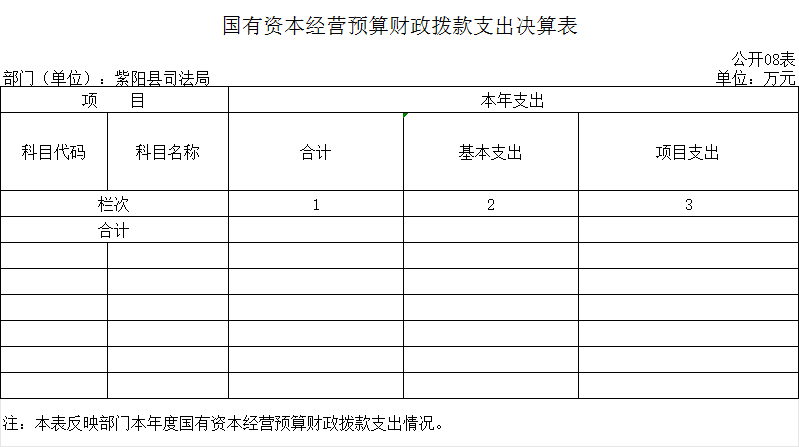 国有资本经营预算财政拨款支出决算表
公开08表
部门（单位）：紫阳县司法局 单位：万元
项 目 本年支出
科目代码 科目名称 合计 基本支出 项目支出
栏次 1 2 3
合计
注：本表反映部门本年度国有资本经营预算财政拨款支出情况。